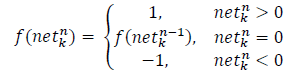 1, net_k^n > 0
f(net_k^n) = { f(net_k^{n-1}), net_k^n = 0
−1, net_k^n < 0